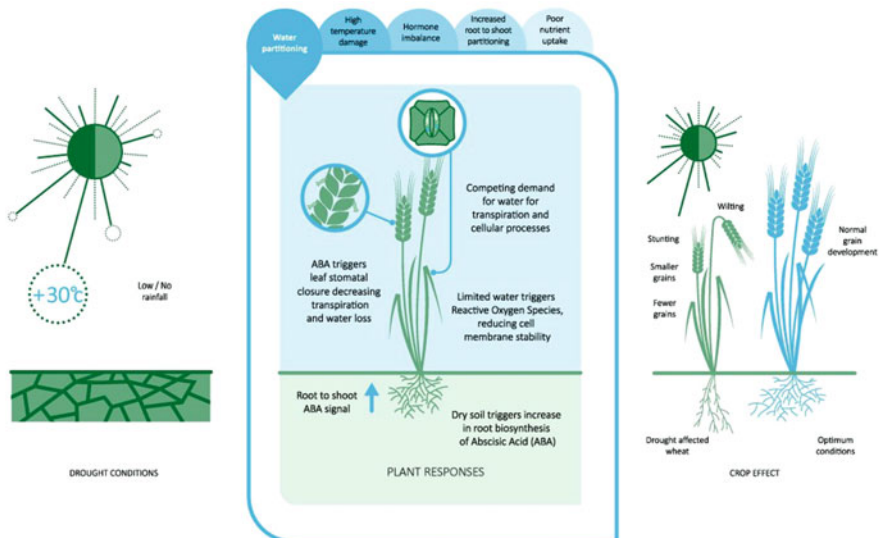 Water
partitioning
High
temperature
damage
Hormone
imbalance
Increased
root to shoot
partitioning
Poor
nutrient
uptake
+30℃
Low / No
rainfall
DROUGHT CONDITIONS
Competing demand
for water for
transpiration and
cellular processes
ABA triggers
leaf stomatal
closure decreasing
transpiration
and water loss
Limited water triggers
Reactive Oxygen Species,
reducing cell
membrane stability
Root to shoot
ABA signal
Dry soil triggers increase
in root biosynthesis
of Abscisic Acid (ABA)
PLANT RESPONSES
Wilting
Stunting
Smaller
grains
Fewer
grains
Normal
grain
development
Drought affected
wheat
Optimum
conditions
CROP EFFECT